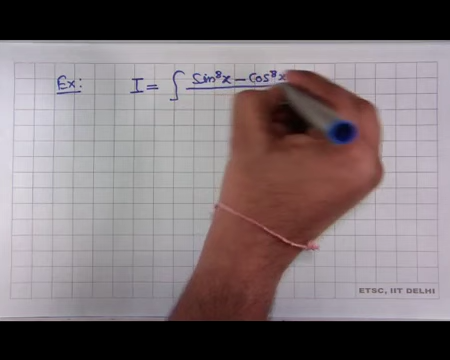 Ex: I = ∫ Sin⁸x − Cos⁸x
ETSC, IIT DELHI